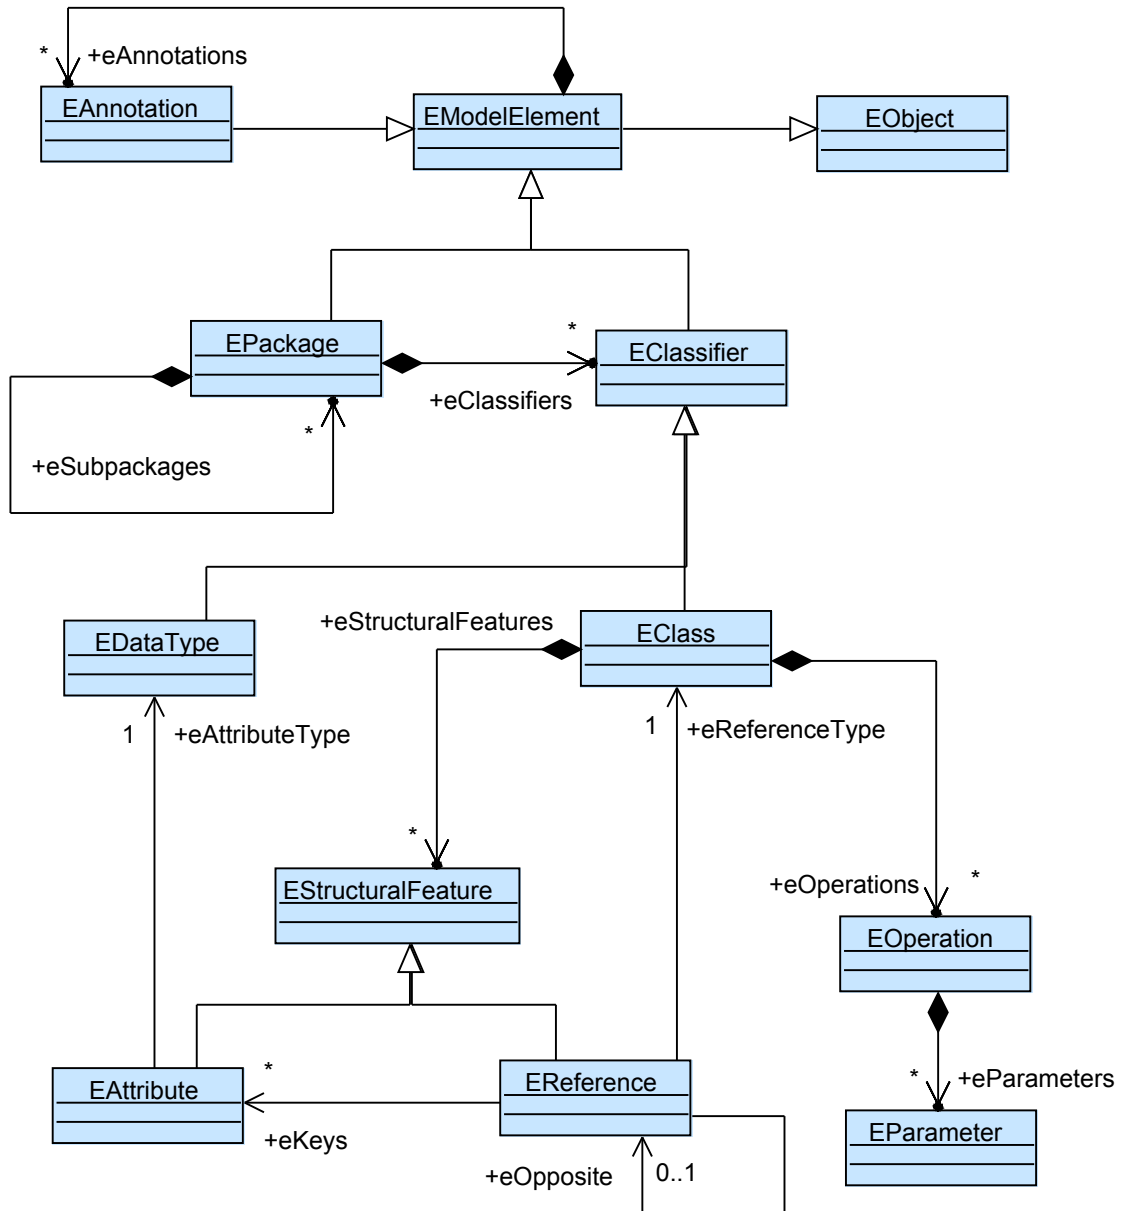 * +eAnnotations
EAnnotation
EModelElement
EObject
EPackage
*
EClassifier
+eClassifiers
*
+eSubpackages
+eStructuralFeatures
EClass
EDataType
1 +eAttributeType
1 +eReferenceType
*
EStructuralFeature
+eOperations *
EOperation
*
EAttribute
EReference
* +eParameters
+eKeys
EParameter
+eOpposite 0..1